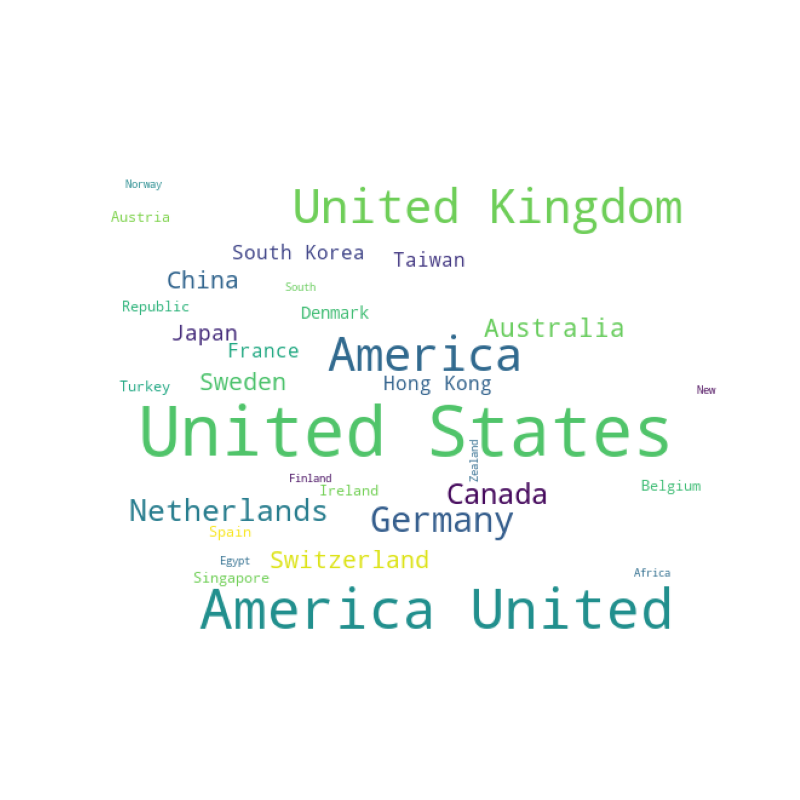 Norway
United Kingdom
Austria
South Korea
Taiwan
China
South
Republic
Denmark
Australia
Japan
France
America
Sweden
Hong Kong
Turkey
New
United States
Zealand
Finland
Ireland
Belgium
Canada
Netherlands
Germany
Spain
Switzerland
Egypt
Singapore
Africa
America United